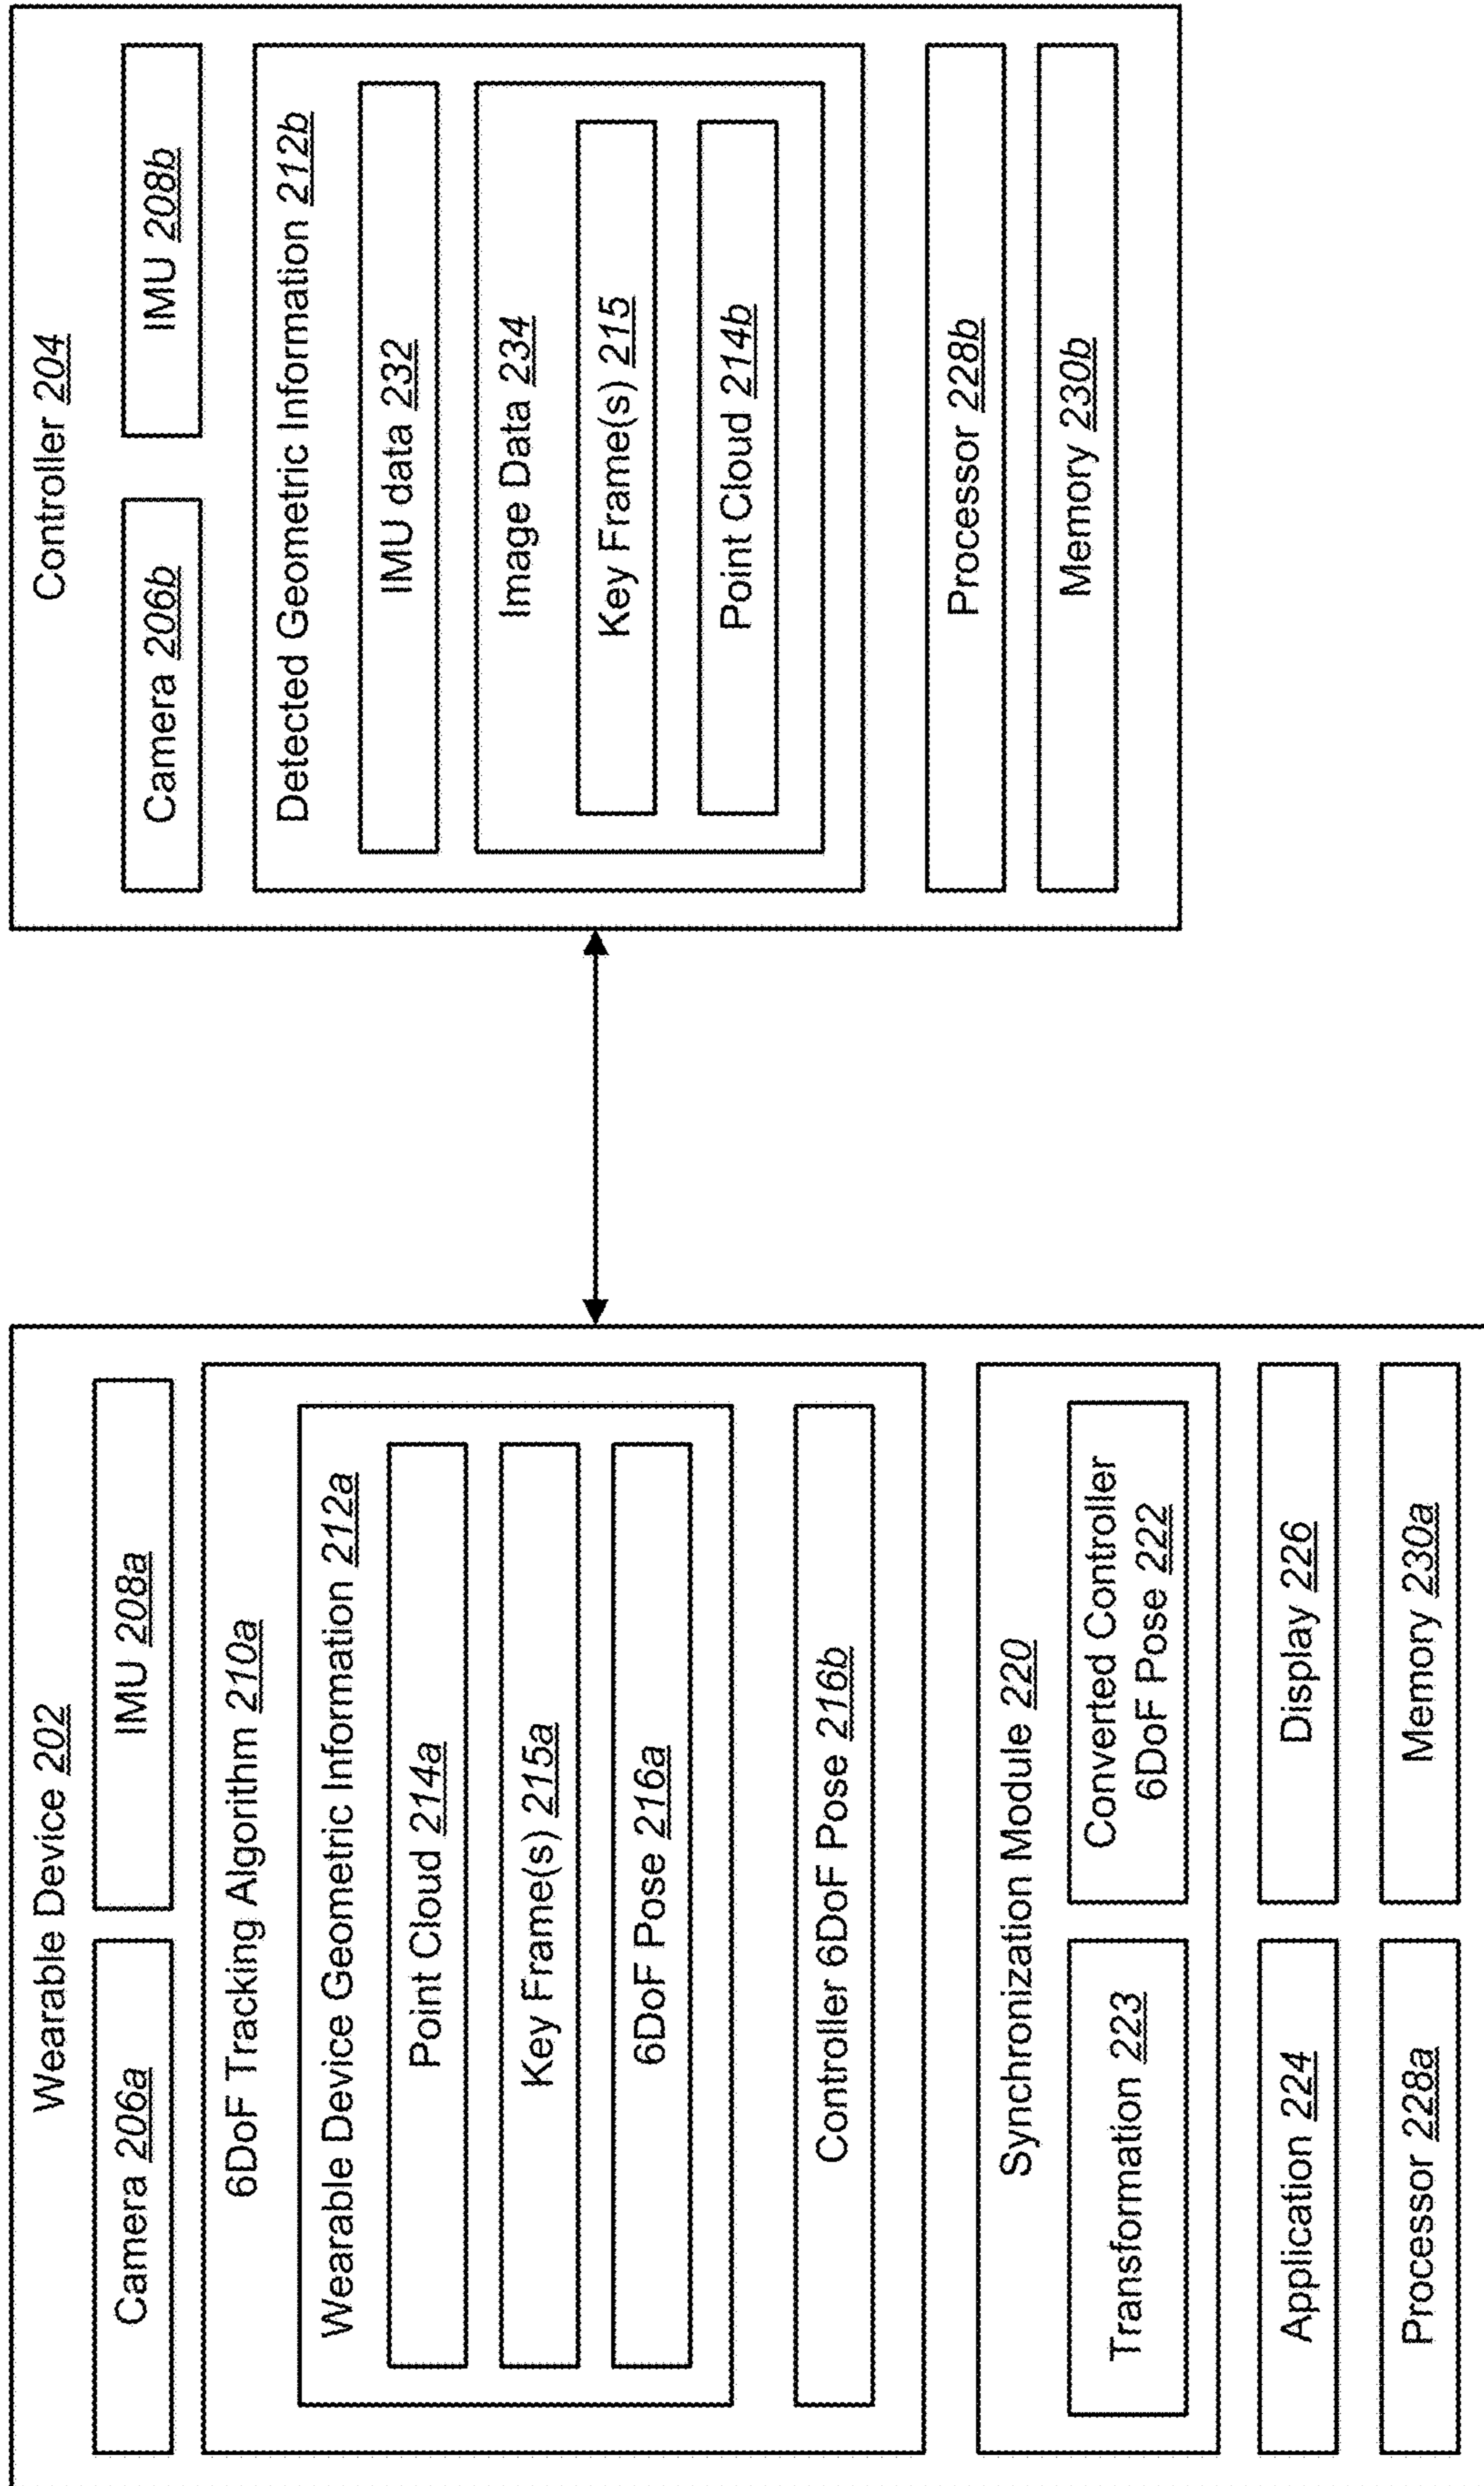 Wearable Device 202
Camera 206a
IMU 208a
6DoF Tracking Algorithm 210a
Wearable Device Geometric Information 212a
Point Cloud 214a
Key Frame(s) 215a
6DoF Pose 216a
Controller 6DoF Pose 216b
Synchronization Module 220
Transformation 223
Converted Controller
6DoF Pose 222
Application 224
Display 226
Processor 228a
Memory 230a
Controller 204
Camera 206b
IMU 208b
Detected Geometric Information 212b
IMU data 232
Image Data 234
Key Frame(s) 215
Point Cloud 214b
Processor 228b
Memory 230b